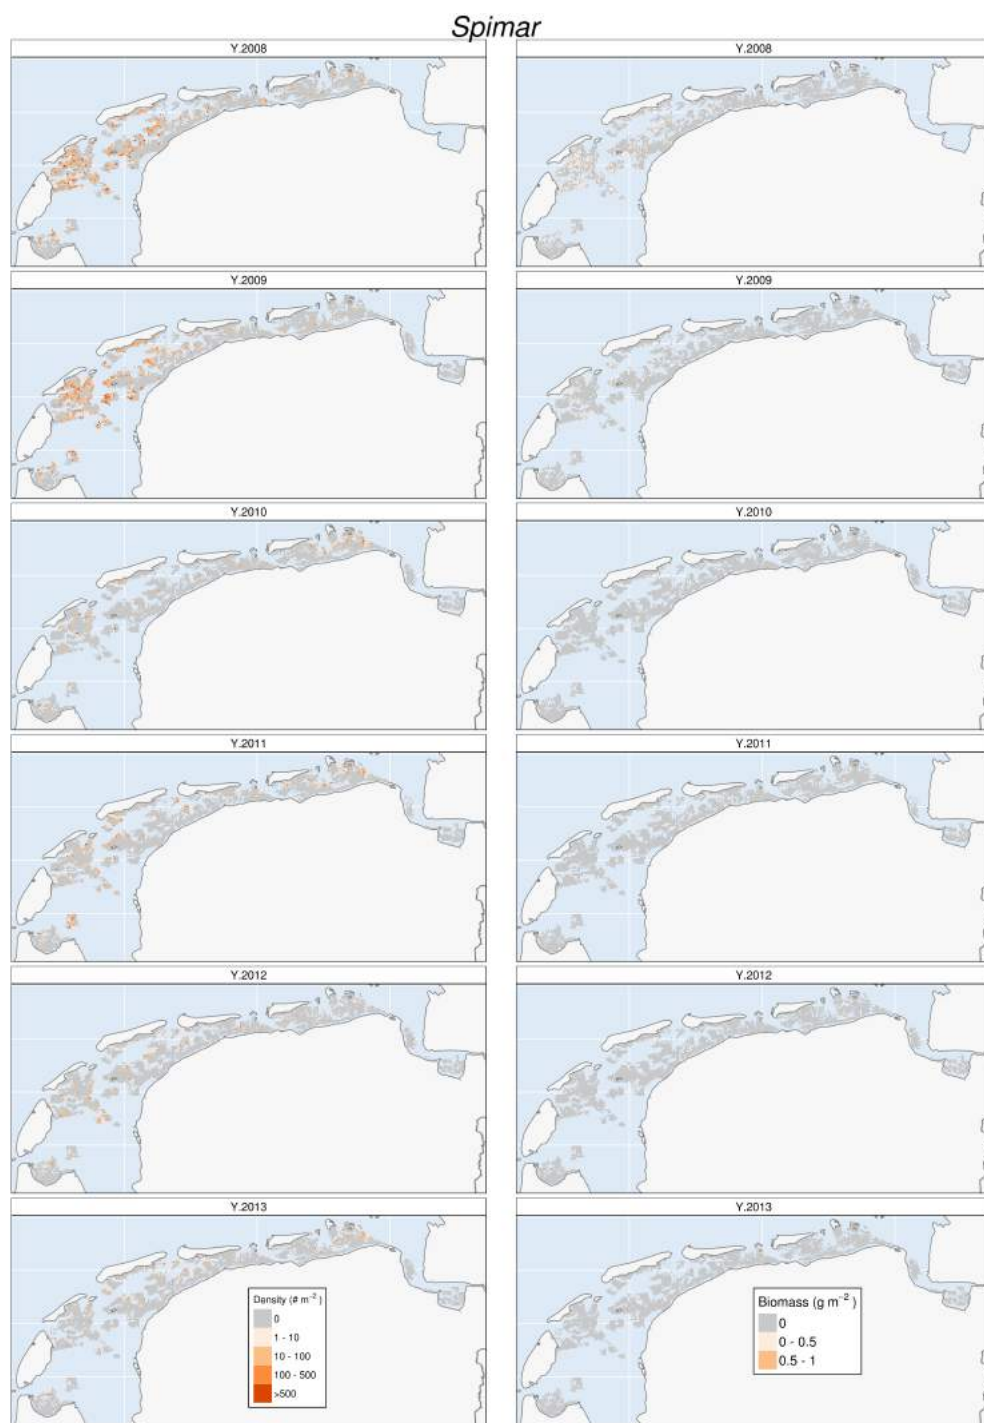 Spimar
Y.2008
Y.2008
Y.2009
Y.2009
Y.2010
Y.2010
Y.2011
Y.2011
Y.2012
Y.2012
Y.2013
Y.2013
Density (# m⁻²)
0
1 - 10
10 - 100
100 - 500
>500
Biomass (g m⁻²)
0
0 - 0.5
0.5 - 1